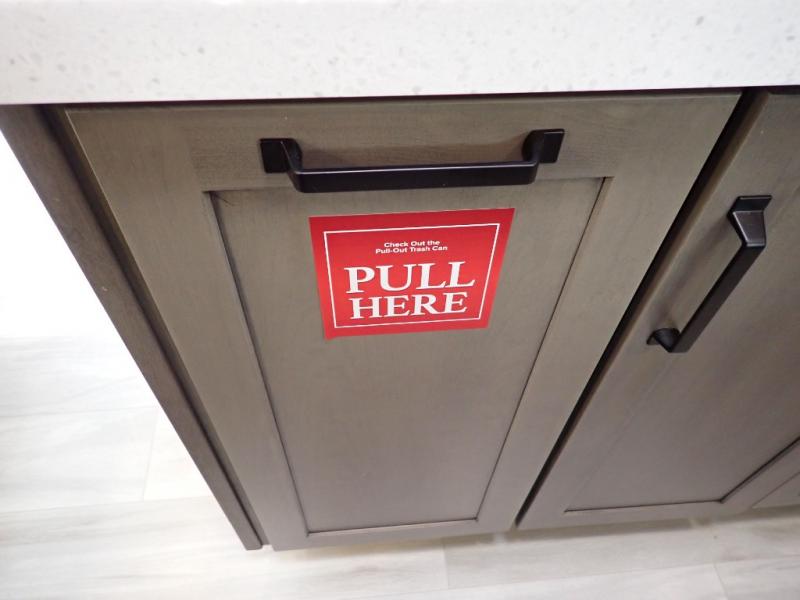 Check Out the
Pull-Out Trash Can
PULL
HERE